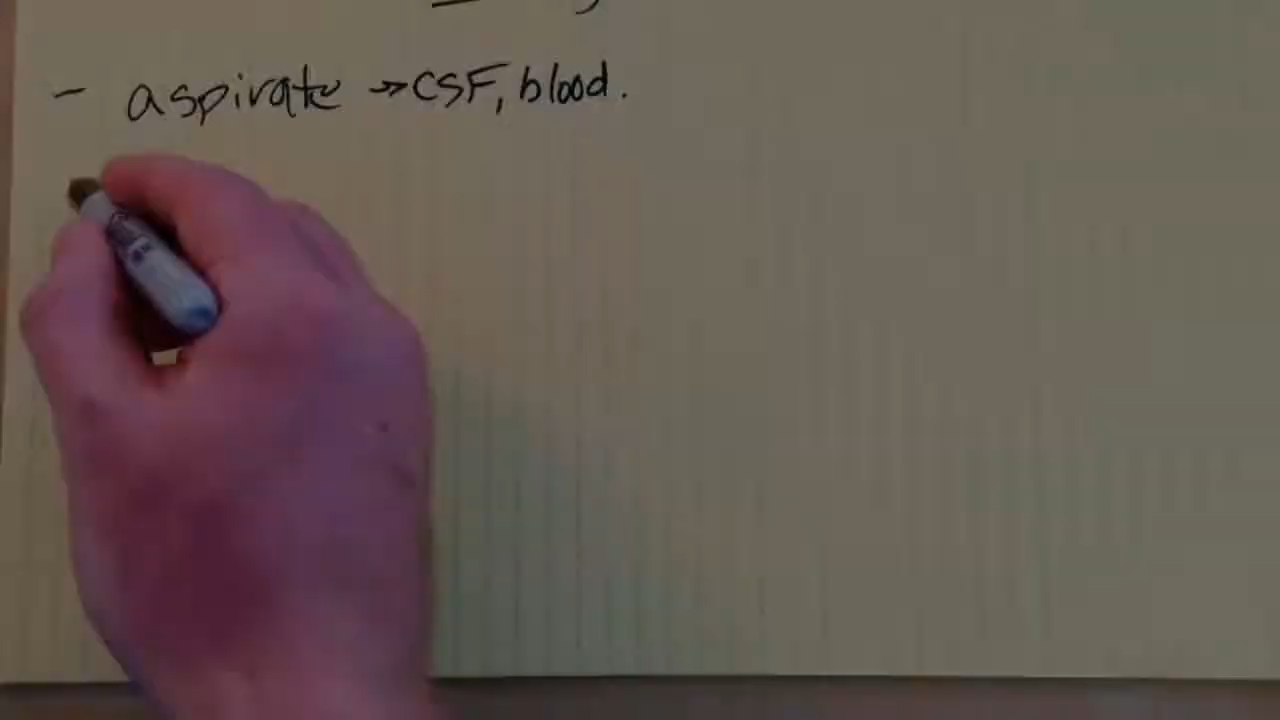 - aspirate → CSF, blood.